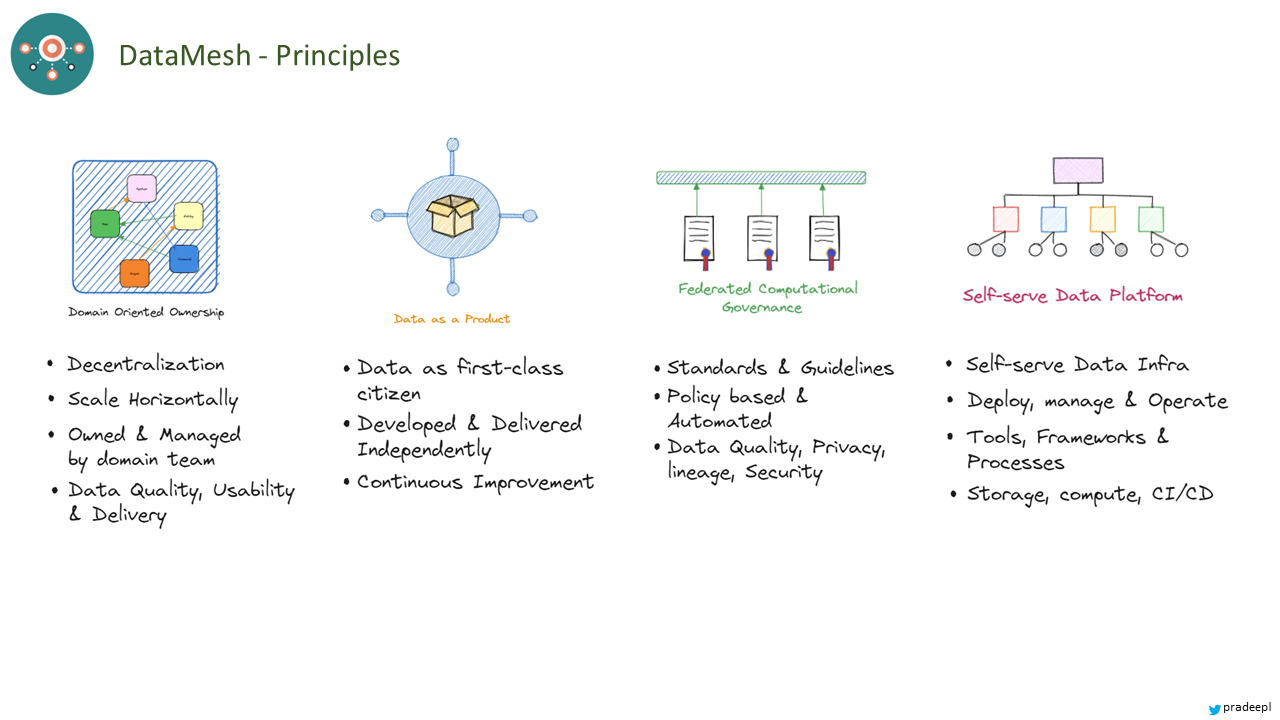 DataMesh - Principles
Domain Oriented Ownership
• Decentralization
• Scale Horizontally
• Owned & Managed
by domain team
• Data Quality, Usability
& Delivery
Data as a Product
• Data as first-class
citizen
• Developed & Delivered
Independently
• Continuous Improvement
Federated Computational
Governance
• Standards & Guidelines
• Policy based &
Automated
• Data Quality, Privacy,
lineage, Security
Self-serve Data Platform
• Self-serve Data Infra
• Deploy, manage & Operate
• Tools, Frameworks &
Processes
• Storage, compute, CI/CD
pradeepl